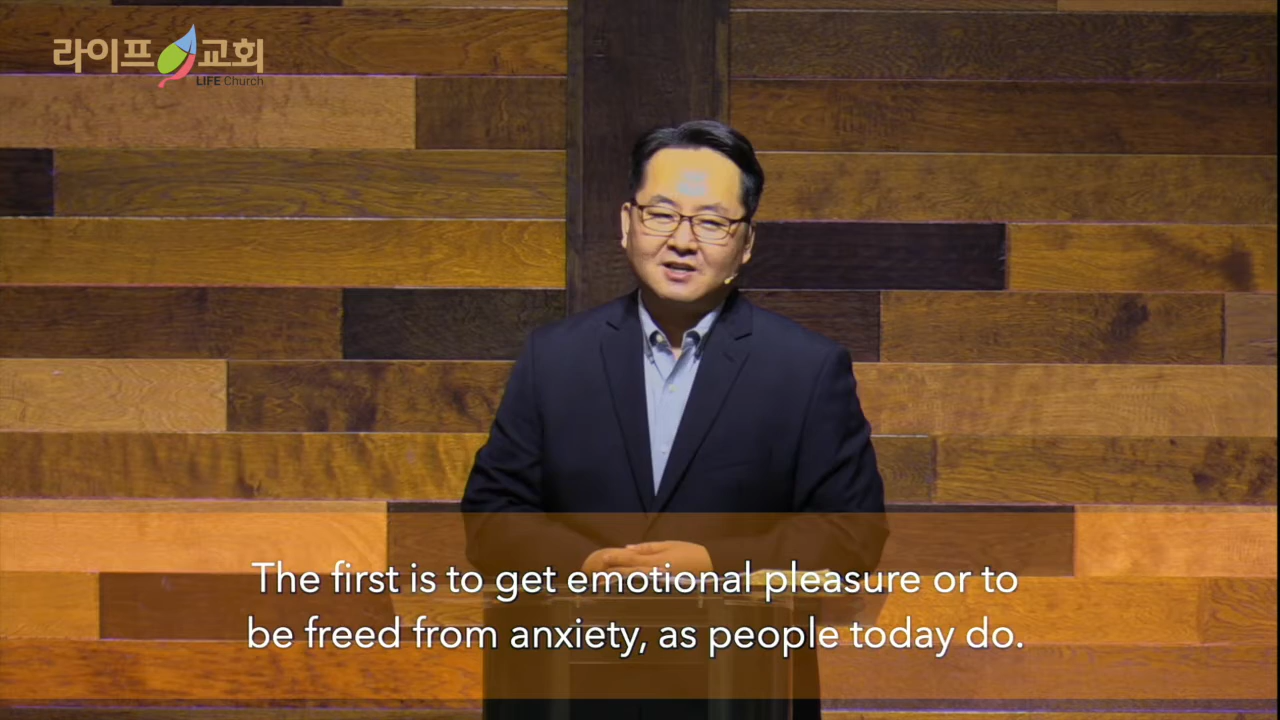 라이프교회
LIFE Church
The first is to get emotional pleasure or to
be freed from anxiety, as people today do.